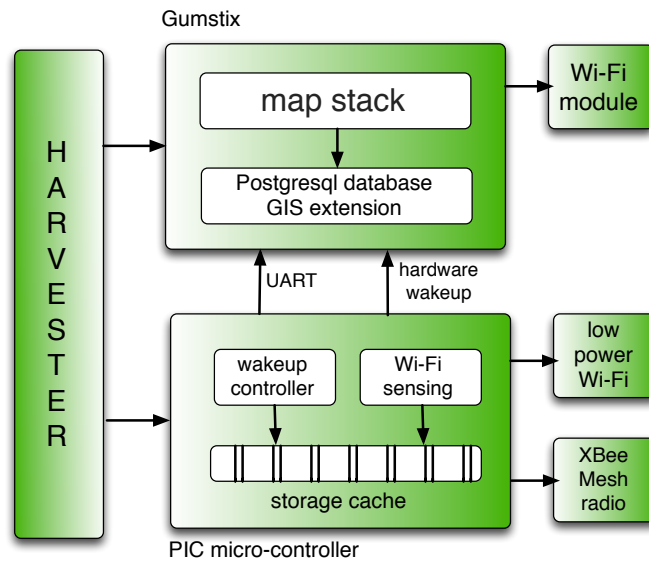 Gumstix
HARVESTER
map stack
Postgresql database
GIS extension
Wi-Fi
module
UART
hardware
wakeup
wakeup
controller
Wi-Fi
sensing
storage cache
low
power
Wi-Fi
XBee
Mesh
radio
PIC micro-controller